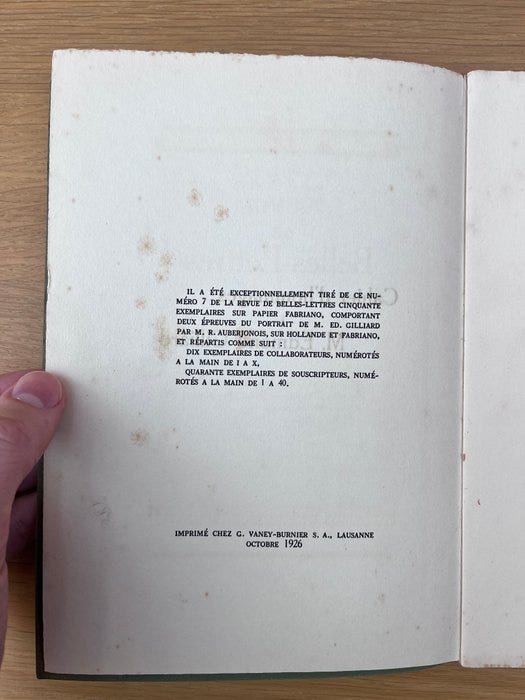 IL A ÉTÉ EXCEPTIONNELLEMENT TIRÉ DE CE NU-
MÉRO 7 DE LA REVUE DE BELLES-LETTRES CINQUANTE
EXEMPLAIRES SUR PAPIER FABRIANO, COMPORTANT
DEUX ÉPREUVES DU PORTRAIT DE M. ED. GILLIARD
PAR M. R. AUBERJONOIS, SUR HOLLANDE ET FABRIANO,
ET RÉPARTIS COMME SUIT :
DIX EXEMPLAIRES DE COLLABORATEURS, NUMÉROTÉS
A LA MAIN DE I A X,
QUARANTE EXEMPLAIRES DE SOUSCRIPTEURS, NUMÉ-
ROTÉS A LA MAIN DE 1 A 40.
IMPRIMÉ CHEZ G. VANEY-BURNIER S. A., LAUSANNE
OCTOBRE 1926